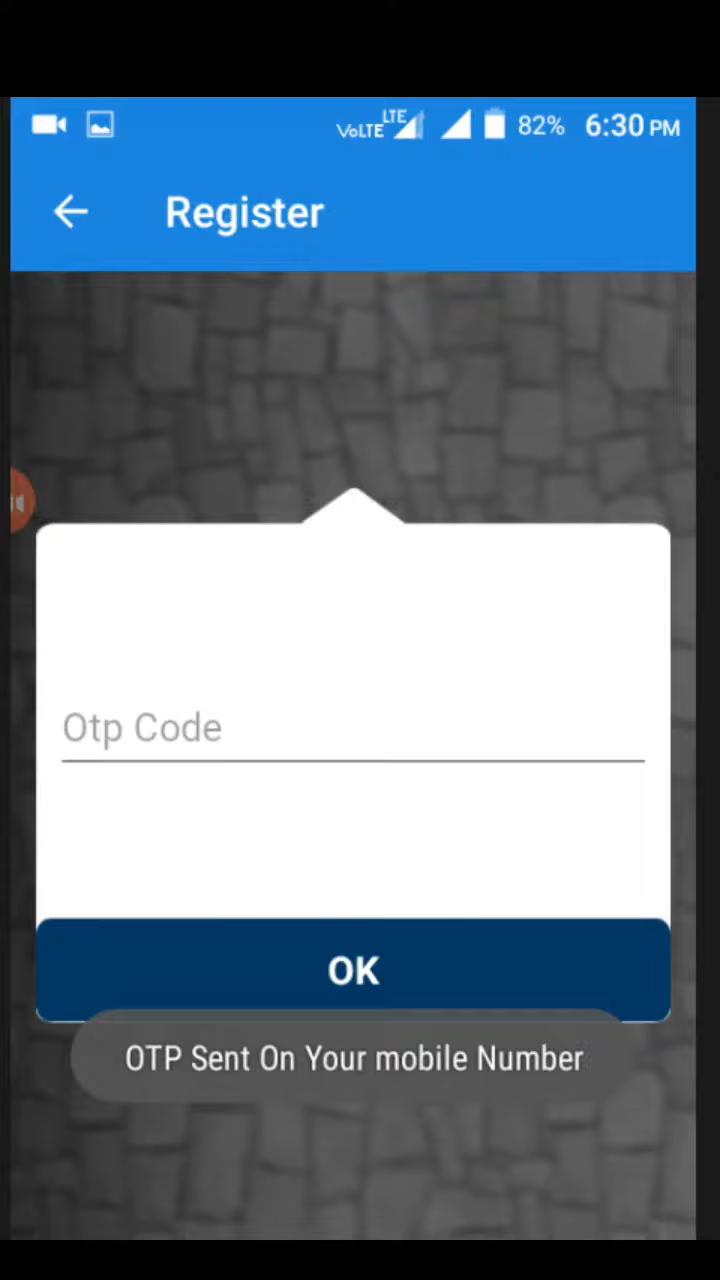 VoLTE LTE 82% 6:30 PM
Register
Otp Code
OK
OTP Sent On Your mobile Number